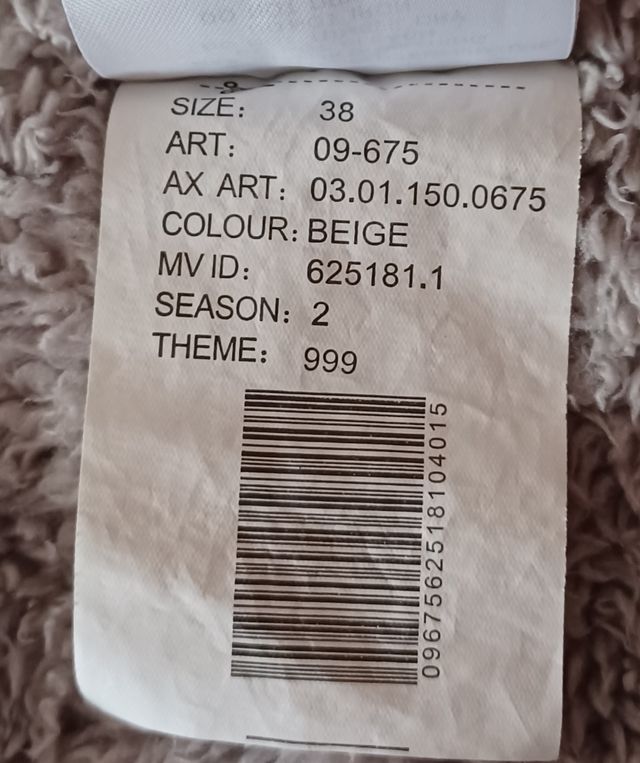 SIZE: 38
ART: 09-675
AX ART: 03.01.150.0675
COLOUR: BEIGE
MV ID: 625181.1
SEASON: 2
THEME: 999
0967562518104015